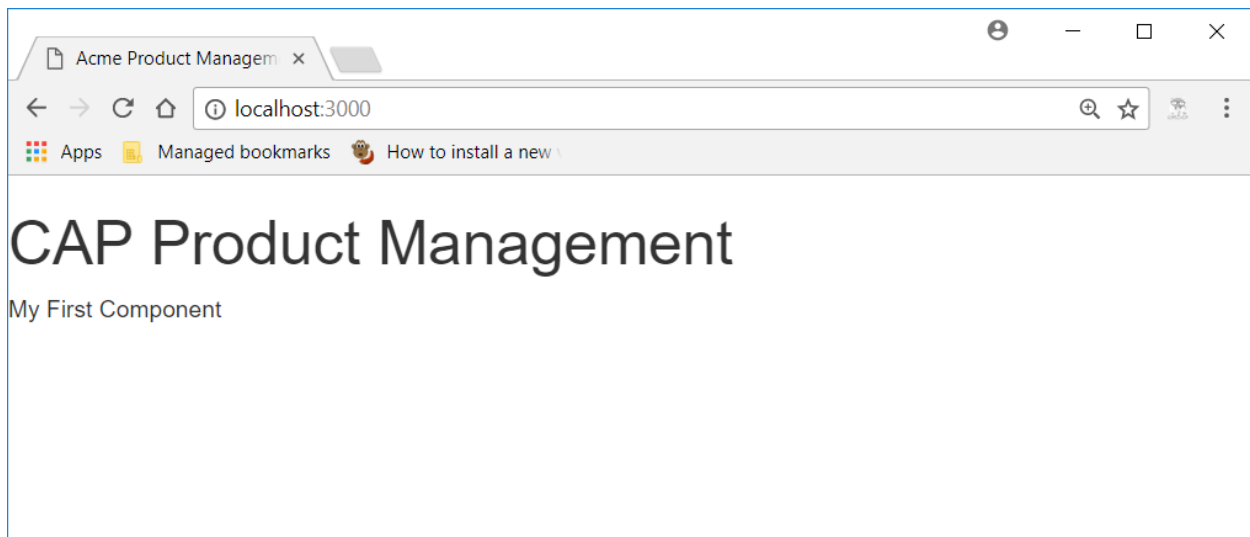 Acme Product Managem
localhost:3000
Apps Managed bookmarks How to install a new
CAP Product Management
My First Component